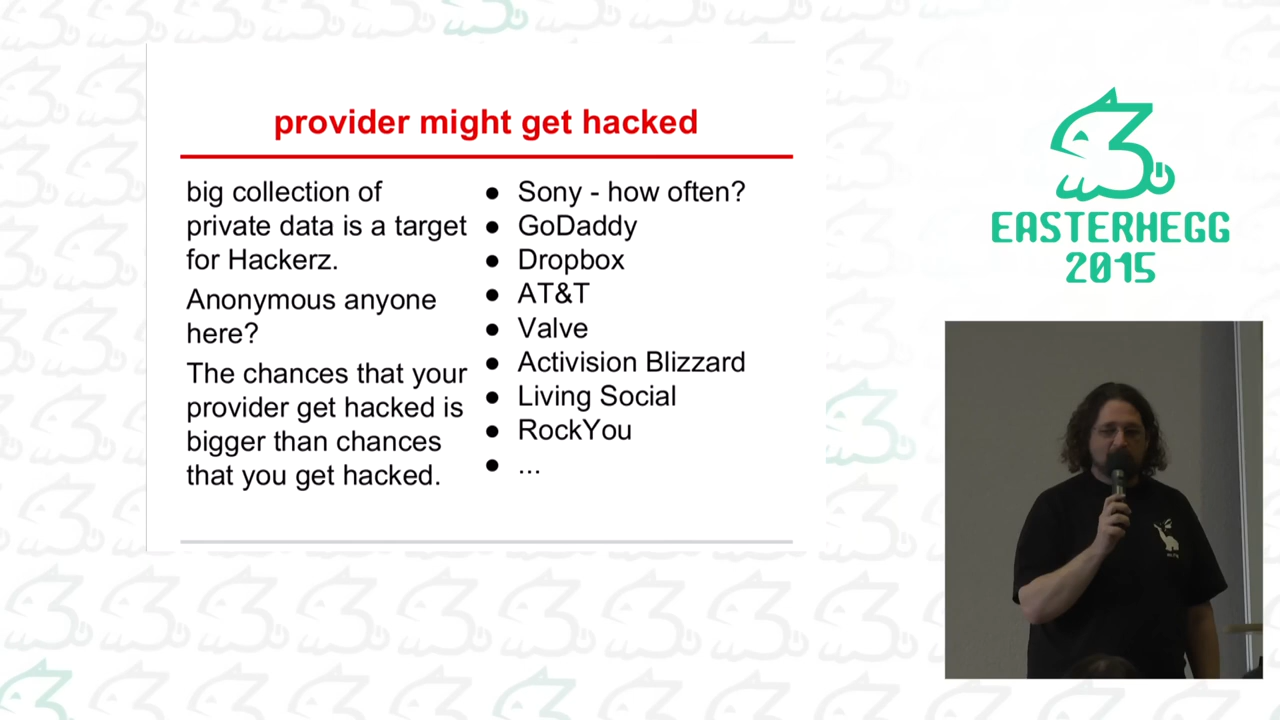 provider might get hacked
big collection of
private data is a target
for Hackerz.
Anonymous anyone
here?
The chances that your
provider get hacked is
bigger than chances
that you get hacked.
● Sony - how often?
● GoDaddy
● Dropbox
● AT&T
● Valve
● Activision Blizzard
● Living Social
● RockYou
● ...
EASTERHEGG
2015